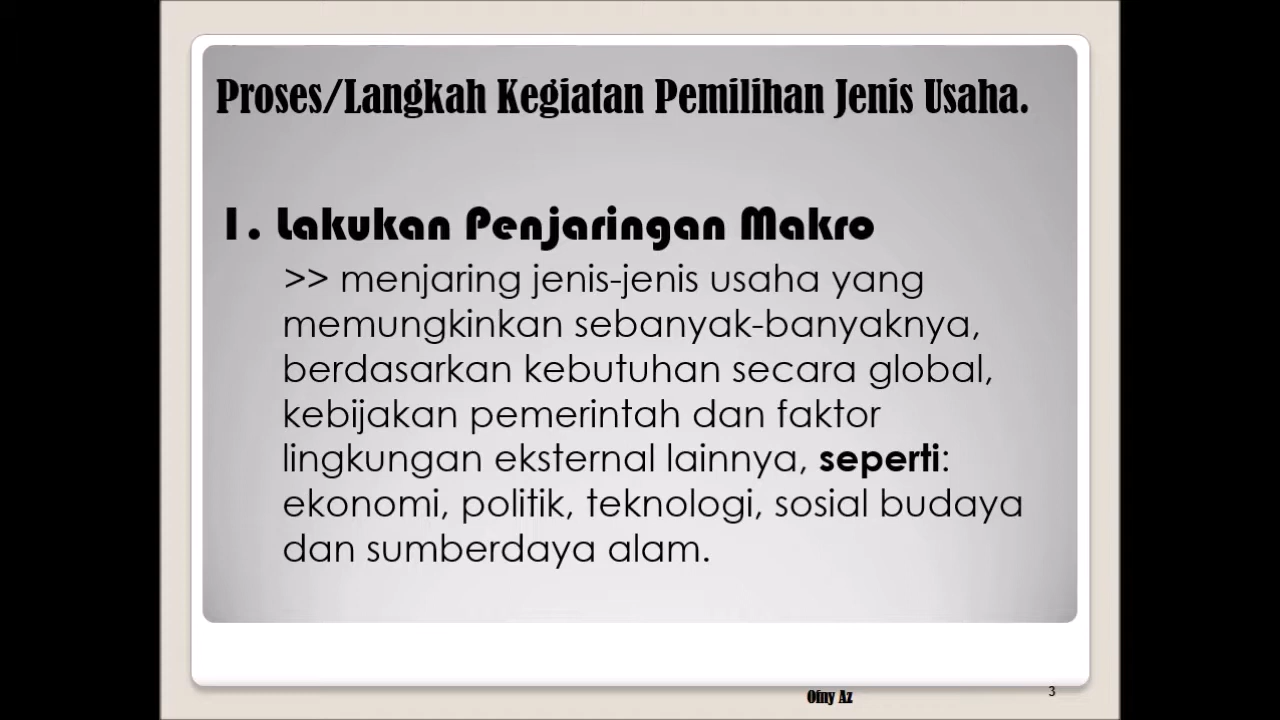 Proses/Langkah Kegiatan Pemilihan Jenis Usaha.
1. Lakukan Penjaringan Makro
>> menjaring jenis-jenis usaha yang
memungkinkan sebanyak-banyaknya,
berdasarkan kebutuhan secara global,
kebijakan pemerintah dan faktor
lingkungan eksternal lainnya, seperti:
ekonomi, politik, teknologi, sosial budaya
dan sumberdaya alam.
Ofny Az
3